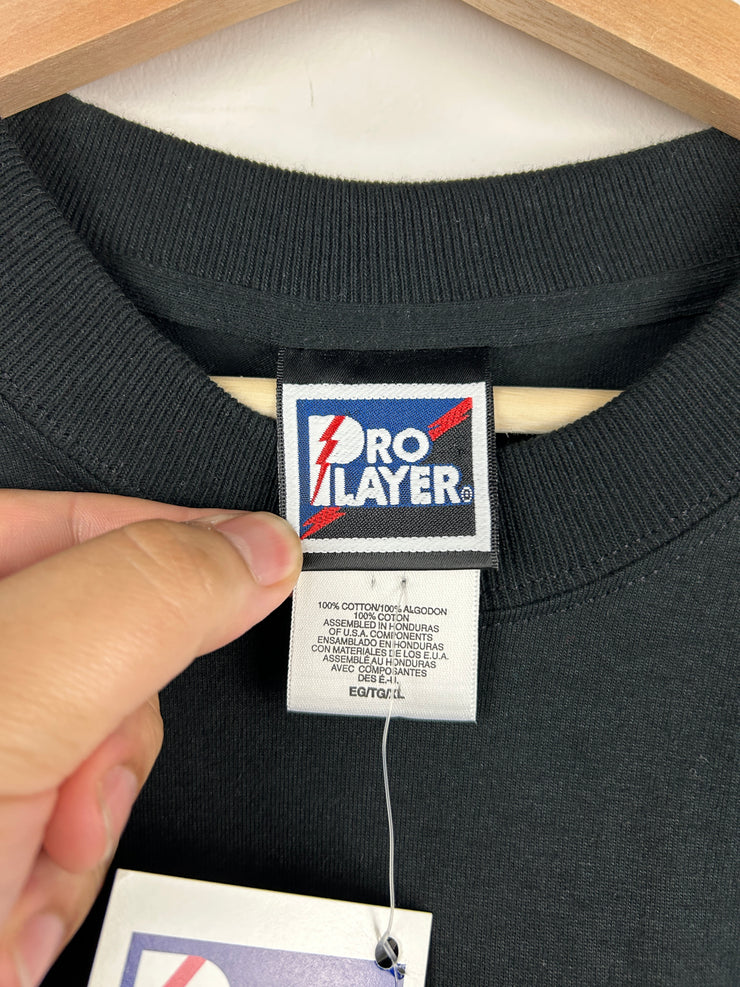 PRO
PLAYER®
100% COTTON/100% ALGODON
100% COTON
ASSEMBLED IN HONDURAS
OF U.S.A. COMPONENTS
ENSAMBLADO EN HONDURAS
CON MATERIALES DE LOS E.U.A.
ASSEMBLÉ AU HONDURAS
AVEC COMPOSANTES
DES É.-U.
EG/TG/XL